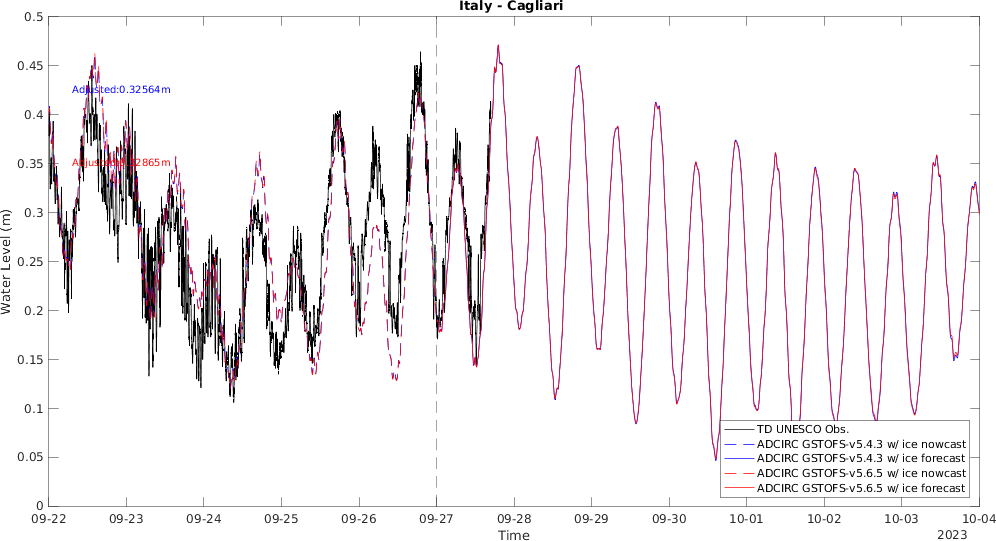 Italy - Cagliari
0.5
0.45
0.4
0.35
0.3
0.25
0.2
0.15
0.1
0.05
0
Water Level (m)
Adjusted:0.32564m
09-22
09-23
09-24
09-25
09-26
09-27
09-28
09-29
09-30
10-01
10-02
10-03
10-04
Time
2023
TD UNESCO Obs.
ADCIRC GSTOFS-v5.4.3 w/ ice nowcast
ADCIRC GSTOFS-v5.4.3 w/ ice forecast
ADCIRC GSTOFS-v5.6.5 w/ ice nowcast
ADCIRC GSTOFS-v5.6.5 w/ ice forecast